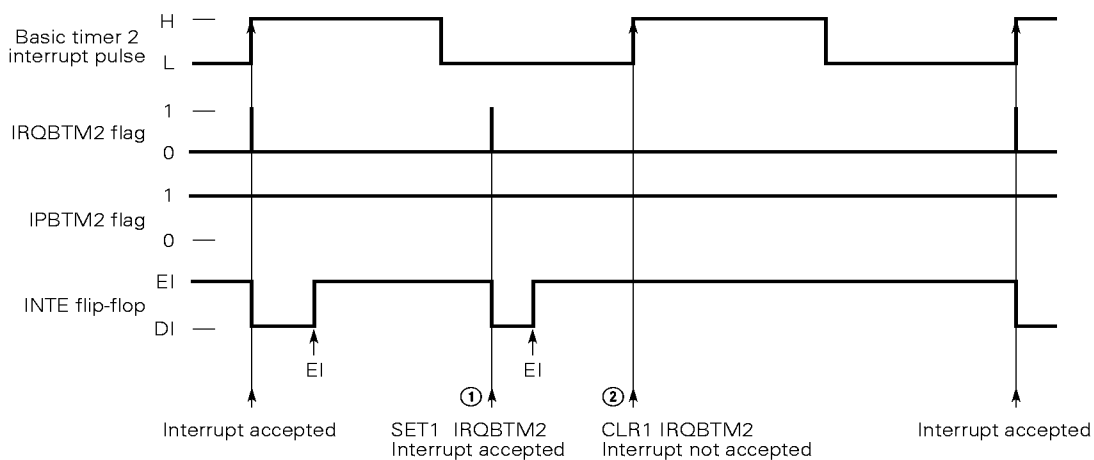 H
Basic timer 2
interrupt pulse
L
1
IRQBTM2 flag
0
1
IPBTM2 flag
0
EI
INTE flip-flop
DI
EI
EI
①
②
Interrupt accepted
SET1 IRQBTM2
Interrupt accepted
CLR1 IRQBTM2
Interrupt not accepted
Interrupt accepted